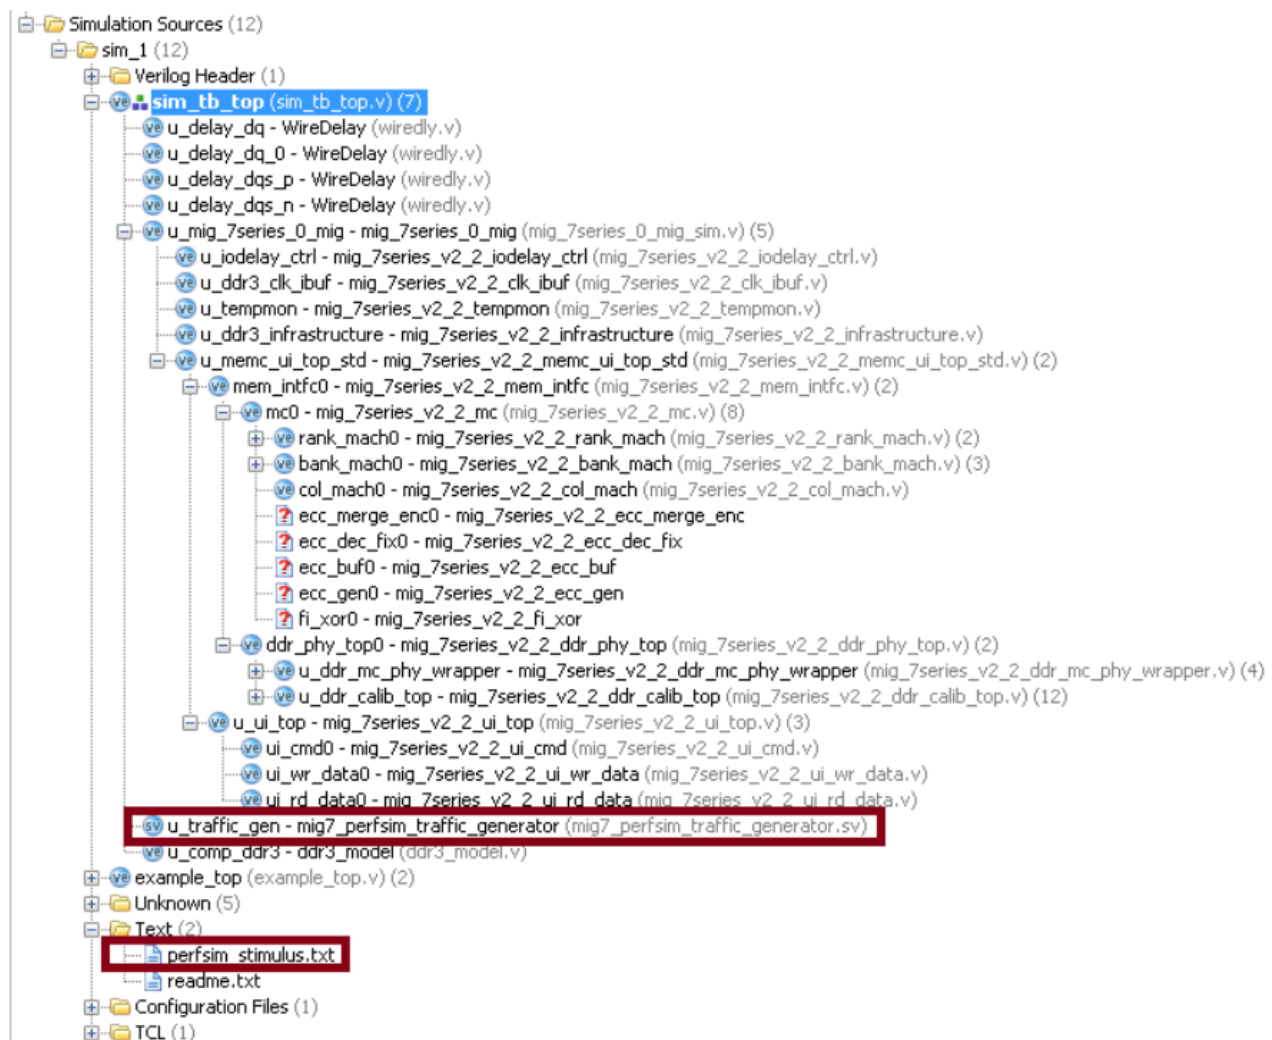 Simulation Sources (12)
sim_1 (12)
Verilog Header (1)
sim_tb_top (sim_tb_top.v) (7)
u_delay_dq - WireDelay (wiredly.v)
u_delay_dq_0 - WireDelay (wiredly.v)
u_delay_dqs_p - WireDelay (wiredly.v)
u_delay_dqs_n - WireDelay (wiredly.v)
u_mig_7series_0_mig - mig_7series_0_mig (mig_7series_0_mig_sim.v) (5)
u_iodelay_ctrl - mig_7series_v2_2_iodelay_ctrl (mig_7series_v2_2_iodelay_ctrl.v)
u_ddr3_clk_ibuf - mig_7series_v2_2_clk_ibuf (mig_7series_v2_2_clk_ibuf.v)
u_tempmon - mig_7series_v2_2_tempmon (mig_7series_v2_2_tempmon.v)
u_ddr3_infrastructure - mig_7series_v2_2_infrastructure (mig_7series_v2_2_infrastructure.v)
u_memc_ui_top_std - mig_7series_v2_2_memc_ui_top_std (mig_7series_v2_2_memc_ui_top_std.v) (2)
mem_intfc0 - mig_7series_v2_2_mem_intfc (mig_7series_v2_2_mem_intfc.v) (2)
mc0 - mig_7series_v2_2_mc (mig_7series_v2_2_mc.v) (8)
rank_mach0 - mig_7series_v2_2_rank_mach (mig_7series_v2_2_rank_mach.v) (2)
bank_mach0 - mig_7series_v2_2_bank_mach (mig_7series_v2_2_bank_mach.v) (3)
col_mach0 - mig_7series_v2_2_col_mach (mig_7series_v2_2_col_mach.v)
ecc_merge_enc0 - mig_7series_v2_2_ecc_merge_enc
ecc_dec_fix0 - mig_7series_v2_2_ecc_dec_fix
ecc_buf0 - mig_7series_v2_2_ecc_buf
ecc_gen0 - mig_7series_v2_2_ecc_gen
fi_xor0 - mig_7series_v2_2_fi_xor
ddr_phy_top0 - mig_7series_v2_2_ddr_phy_top (mig_7series_v2_2_ddr_phy_top.v) (2)
u_ddr_mc_phy_wrapper - mig_7series_v2_2_ddr_mc_phy_wrapper (mig_7series_v2_2_ddr_mc_phy_wrapper.v) (4)
u_ddr_calib_top - mig_7series_v2_2_ddr_calib_top (mig_7series_v2_2_ddr_calib_top.v) (12)
u_ui_top - mig_7series_v2_2_ui_top (mig_7series_v2_2_ui_top.v) (3)
ui_cmd0 - mig_7series_v2_2_ui_cmd (mig_7series_v2_2_ui_cmd.v)
ui_wr_data0 - mig_7series_v2_2_ui_wr_data (mig_7series_v2_2_ui_wr_data.v)
ui_rd_data0 - mig_7series_v2_2_ui_rd_data (mig_7series_v2_2_ui_rd_data.v)
u_traffic_gen - mig7_perfsim_traffic_generator (mig7_perfsim_traffic_generator.sv)
u_comp_ddr3 - ddr3_model (ddr3_model.v)
example_top (example_top.v) (2)
Unknown (5)
Text (2)
perfsim_stimulus.txt
readme.txt
Configuration Files (1)
TCL (1)